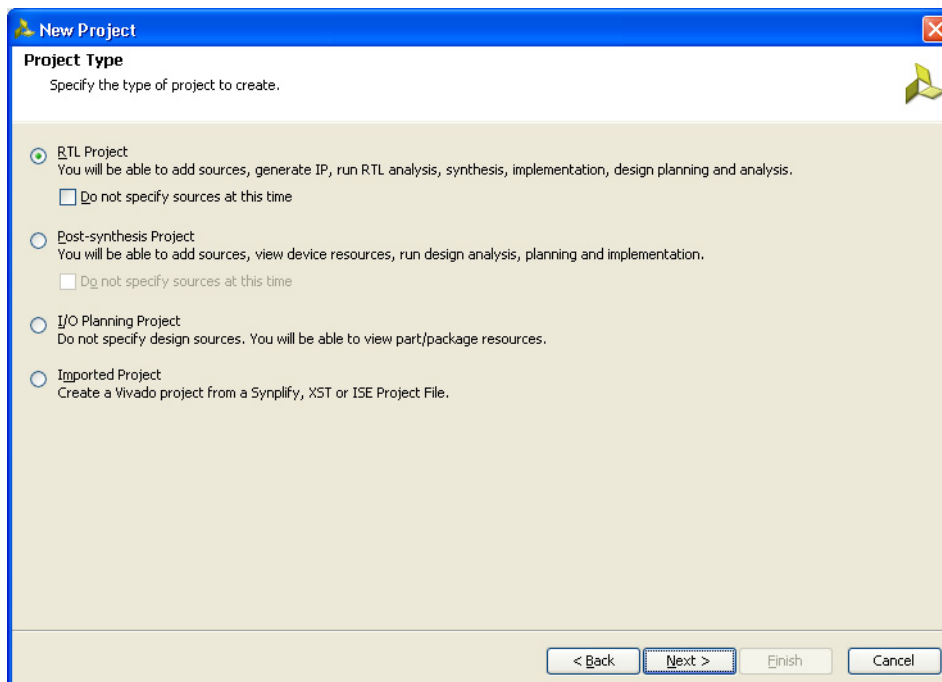 New Project
Project Type
Specify the type of project to create.
RTL Project
You will be able to add sources, generate IP, run RTL analysis, synthesis, implementation, design planning and analysis.
Do not specify sources at this time
Post-synthesis Project
You will be able to add sources, view device resources, run design analysis, planning and implementation.
Do not specify sources at this time
I/O Planning Project
Do not specify design sources. You will be able to view part/package resources.
Imported Project
Create a Vivado project from a Synplify, XST or ISE Project File.
< Back Next > Finish Cancel